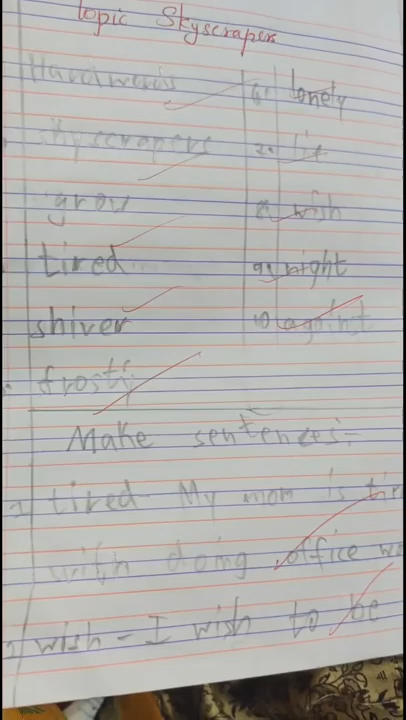 Topic Skyscrapers
Hardwords 6. lonely
skyscrapers 7. lie
grow 8. wish
tired 9. night
shiver 10 against
frosty
Make sentences:-
1 tired - My mom is
with doing office
2 wish - I wish to be